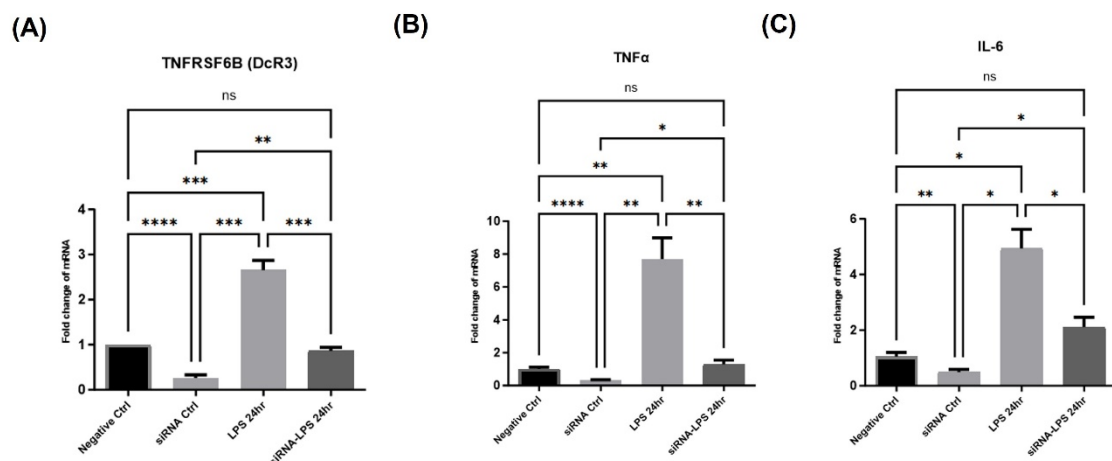 (A)
TNFRSF6B (DcR3)
ns
**
***
**** *** ***
Fold change of mRNA
4
3
2
1
0
Negative Ctrl
siRNA Ctrl
LPS 24hr
siRNA-LPS 24hr
(B)
TNFα
ns
*
**
**** ** **
Fold change of mRNA
10
8
6
4
2
0
Negative Ctrl
siRNA Ctrl
LPS 24hr
siRNA-LPS 24hr
(C)
IL-6
ns
*
*
** * *
Fold change of mRNA
6
4
2
0
Negative Ctrl
siRNA Ctrl
LPS 24hr
siRNA-LPS 24hr